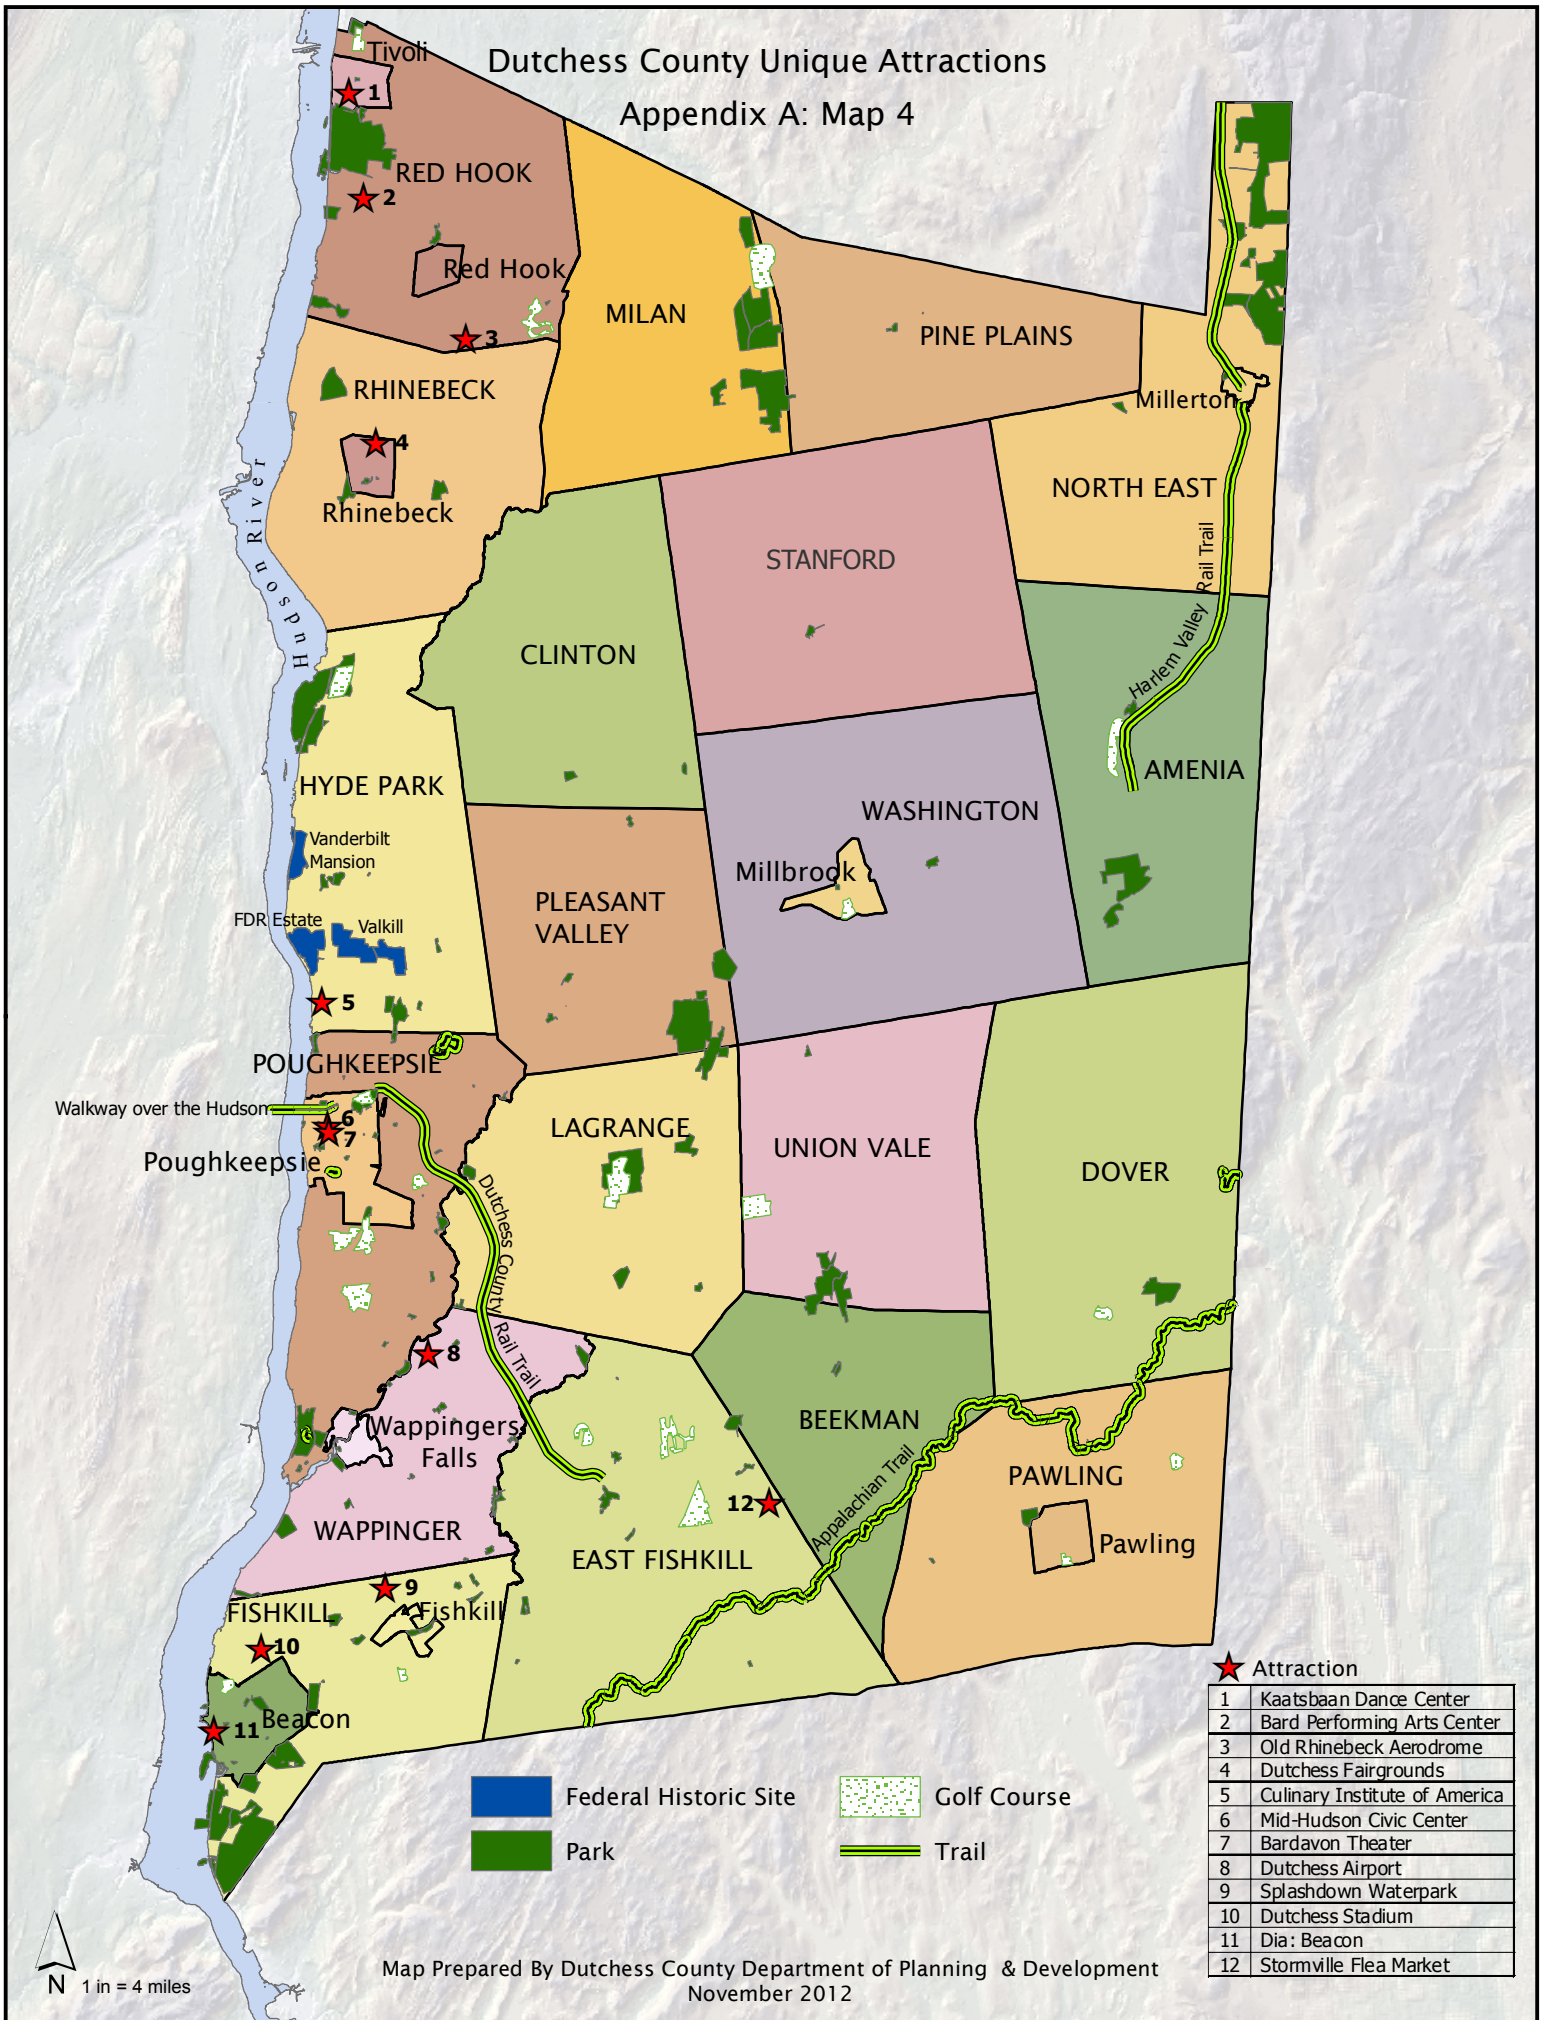 Dutchess County Unique Attractions
Appendix A: Map 4
Tivoli
1
RED HOOK
2
Red Hook
3
MILAN
PINE PLAINS
RHINEBECK
4
Rhinebeck
Millerton
NORTH EAST
Hudson River
STANFORD
Harlem Valley Rail Trail
CLINTON
HYDE PARK
AMENIA
WASHINGTON
Vanderbilt
Mansion
Millbrook
PLEASANT
VALLEY
FDR Estate
Valkill
5
POUGHKEEPSIE
Walkway over the Hudson
6
7
Poughkeepsie
LAGRANGE
UNION VALE
DOVER
Dutchess County Rail Trail
8
Wappingers
Falls
BEEKMAN
Appalachian Trail
PAWLING
12
WAPPINGER
EAST FISHKILL
Pawling
9
FISHKILL
Fishkill
10
11
Beacon
Attraction
1 Kaatsbaan Dance Center
2 Bard Performing Arts Center
3 Old Rhinebeck Aerodrome
4 Dutchess Fairgrounds
5 Culinary Institute of America
6 Mid-Hudson Civic Center
7 Bardavon Theater
8 Dutchess Airport
9 Splashdown Waterpark
10 Dutchess Stadium
11 Dia: Beacon
12 Stormville Flea Market
Federal Historic Site
Golf Course
Park
Trail
N
1 in = 4 miles
Map Prepared By Dutchess County Department of Planning & Development
November 2012